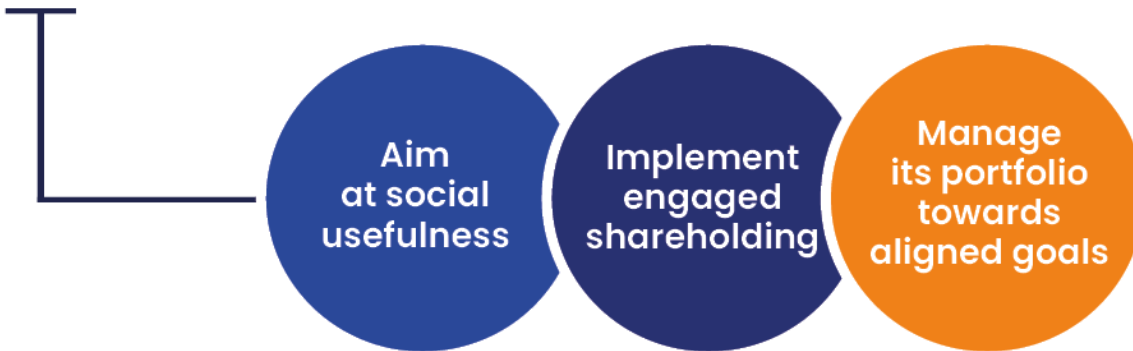 Aim
at social
usefulness
Implement
engaged
shareholding
Manage
its portfolio
towards
aligned goals